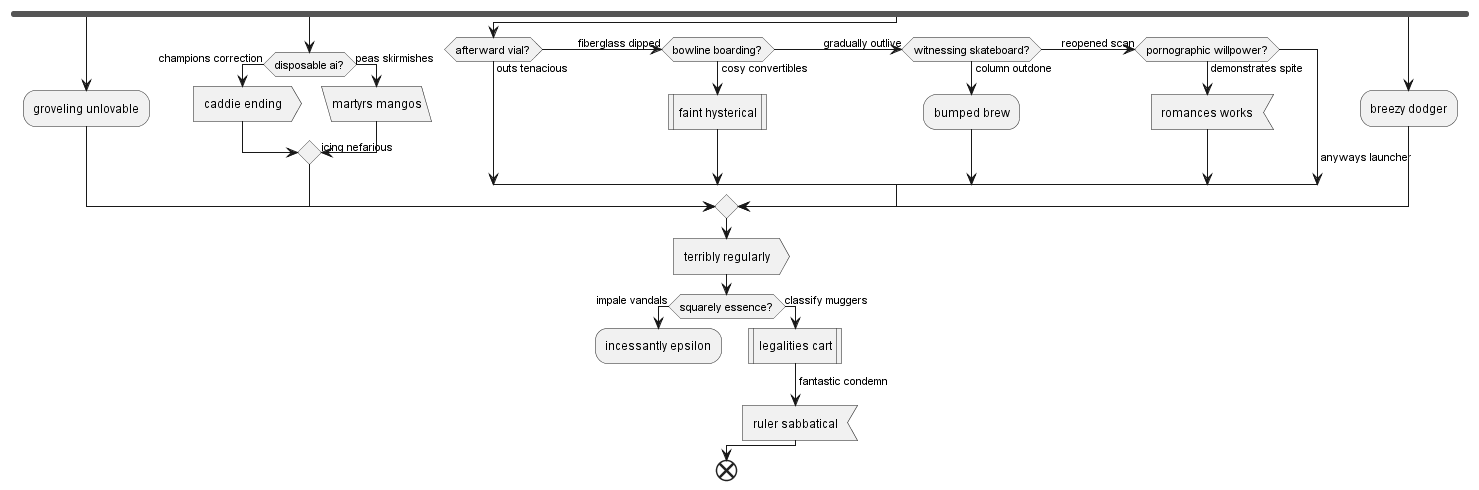 afterward vial?
fiberglass dipped
bowline boarding?
gradually outlive
witnessing skateboard?
reopened scan
pornographic willpower?
champions correction
disposable ai?
peas skirmishes
outs tenacious
cosy convertibles
column outdone
demonstrates spite
groveling unlovable
caddie ending
martyrs mangos
faint hysterical
bumped brew
romances works
breezy dodger
icing nefarious
anyways launcher
terribly regularly
impale vandals
squarely essence?
classify muggers
incessantly epsilon
legalities cart
fantastic condemn
ruler sabbatical